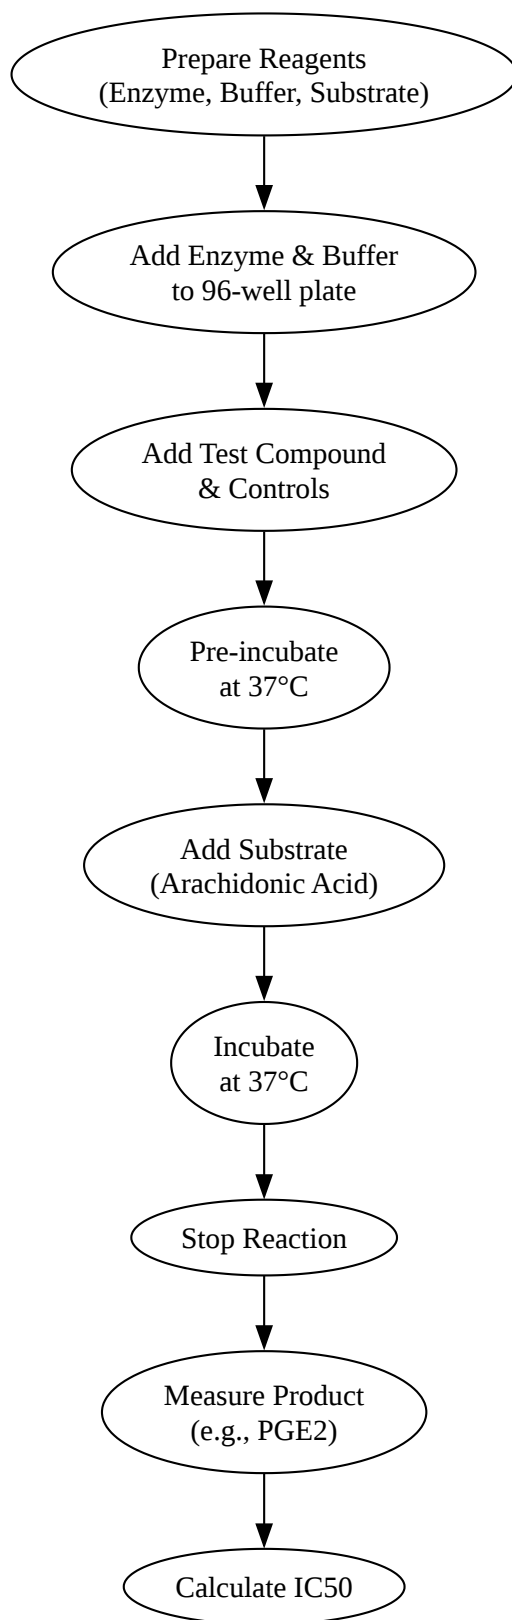 Prepare Reagents
(Enzyme, Buffer, Substrate)
Add Enzyme & Buffer
to 96-well plate
Add Test Compound
& Controls
Pre-incubate
at 37°C
Add Substrate
(Arachidonic Acid)
Incubate
at 37°C
Stop Reaction
Measure Product
(e.g., PGE2)
Calculate IC50